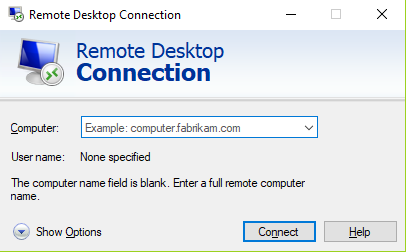 Remote Desktop Connection
Remote Desktop
Connection
Computer: Example: computer.fabrikam.com
User name: None specified
The computer name field is blank. Enter a full remote computer
name.
Show Options Connect Help